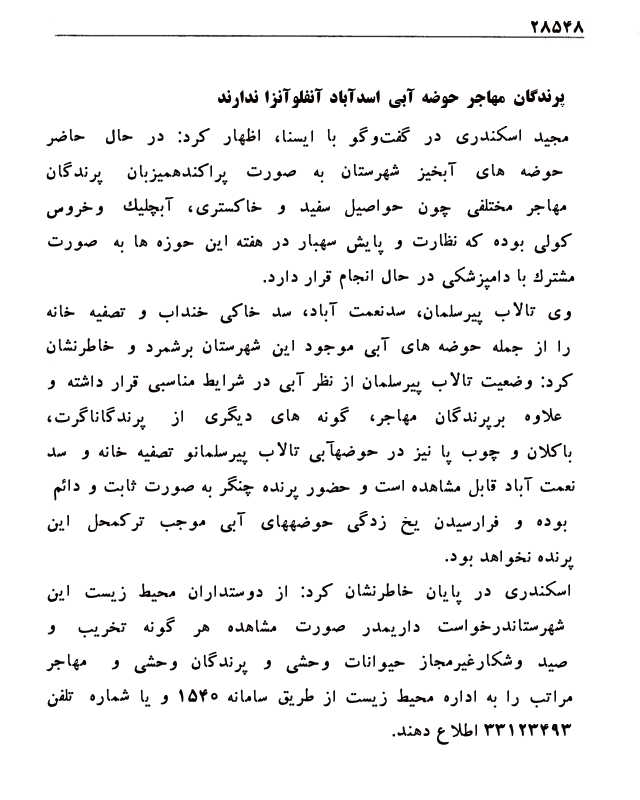 ۲۸۵۴۸
پرندگان مهاجر حوضه آبی اسدآباد آنفلوآنزا ندارند
مجید اسکندری در گفت‌وگو با ایسنا، اظهار کرد: در حال حاضر
حوضه های آبخیز شهرستان به صورت پراکندهمیزبان پرندگان
مهاجر مختلفی چون حواصیل سفید و خاکستری، آبچلیك وخروس
کولی بوده که نظارت و پایش سهبار در هفته این حوزه ها به صورت
مشترك با دامپزشکی در حال انجام قرار دارد.
وی تالاب پیرسلمان، سدنعمت آباد، سد خاکی خنداب و تصفیه خانه
را از جمله حوضه های آبی موجود این شهرستان برشمرد و خاطرنشان
کرد: وضعیت تالاب پیرسلمان از نظر آبی در شرایط مناسبی قرار داشته و
علاوه برپرندگان مهاجر، گونه های دیگری از پرندگاناگرت،
باکلان و چوب پا نیز در حوضهآبی تالاب پیرسلمانو تصفیه خانه و سد
نعمت آباد قابل مشاهده است و حضور پرنده چنگر به صورت ثابت و دائم
بوده و فرارسیدن یخ زدگی حوضههای آبی موجب ترکمحل این
پرنده نخواهد بود.
اسکندری در پایان خاطرنشان کرد: از دوستداران محیط زیست این
شهرستاندرخواست داریمدر صورت مشاهده هر گونه تخریب و
صید وشکارغیرمجاز حیوانات وحشی و پرندگان وحشی و مهاجر
مراتب را به اداره محیط زیست از طریق سامانه ۱۵۴۰ و یا شماره تلفن
۳۳۱۲۳۴۹۳ اطلاع دهند.